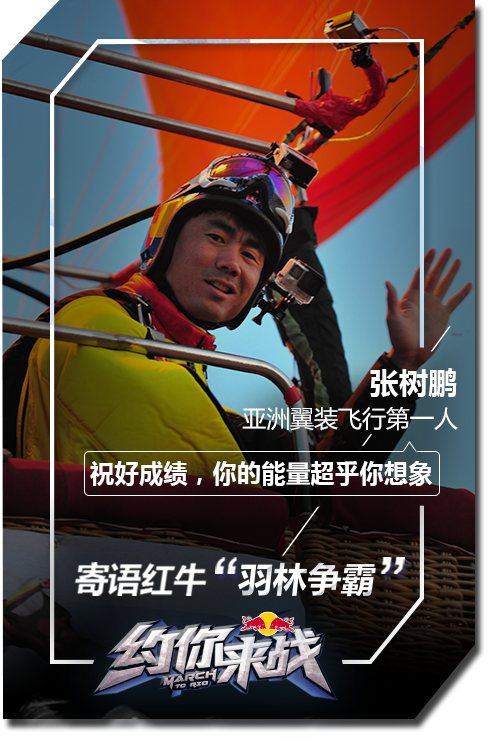 张树鹏
亚洲翼装飞行第一人
祝好成绩，你的能量超乎你想象
寄语红牛“羽林争霸”
约你来战
MARCH
TO RIO